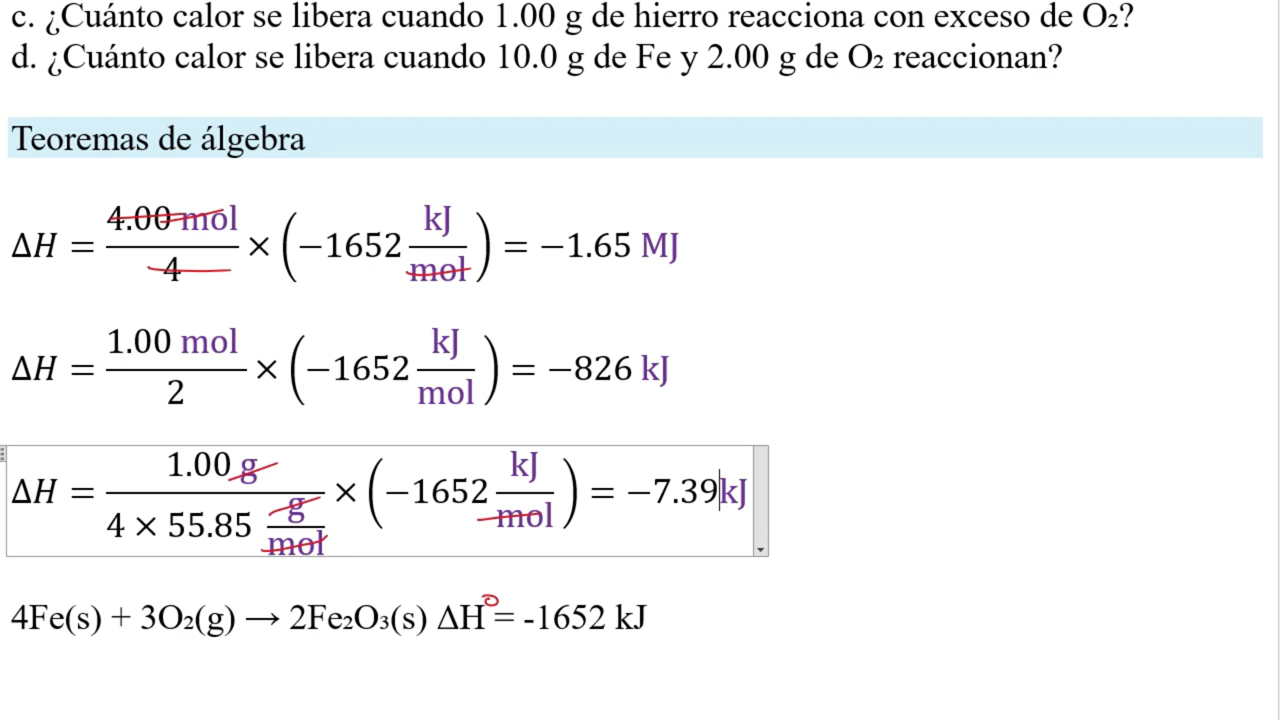 c. ¿Cuánto calor se libera cuando 1.00 g de hierro reacciona con exceso de O₂?
d. ¿Cuánto calor se libera cuando 10.0 g de Fe y 2.00 g de O₂ reaccionan?
Teoremas de álgebra
ΔH = 4.00 mol / 4 × (−1652 kJ / mol) = −1.65 MJ
ΔH = 1.00 mol / 2 × (−1652 kJ / mol) = −826 kJ
ΔH = 1.00 g / 4 × 55.85 g / mol × (−1652 kJ / mol) = −7.39 kJ
4Fe(s) + 3O₂(g) → 2Fe₂O₃(s) ΔH° = -1652 kJ